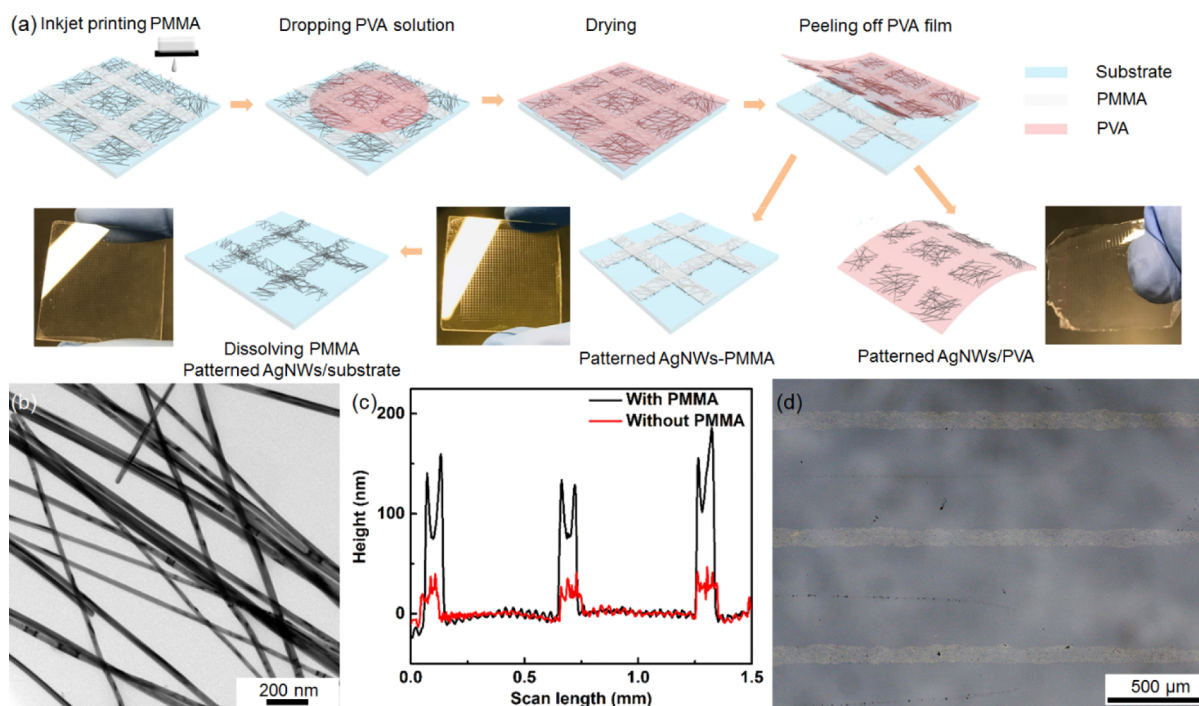 (a)
Inkjet printing PMMA
Dropping PVA solution
Drying
Peeling off PVA film
Substrate
PMMA
PVA
Dissolving PMMA
Patterned AgNWs/substrate
Patterned AgNWs-PMMA
Patterned AgNWs/PVA
(b)
200 nm
(c)
With PMMA
Without PMMA
200
100
0
Height (nm)
0.0 0.5 1.0 1.5
Scan length (mm)
(d)
500 µm